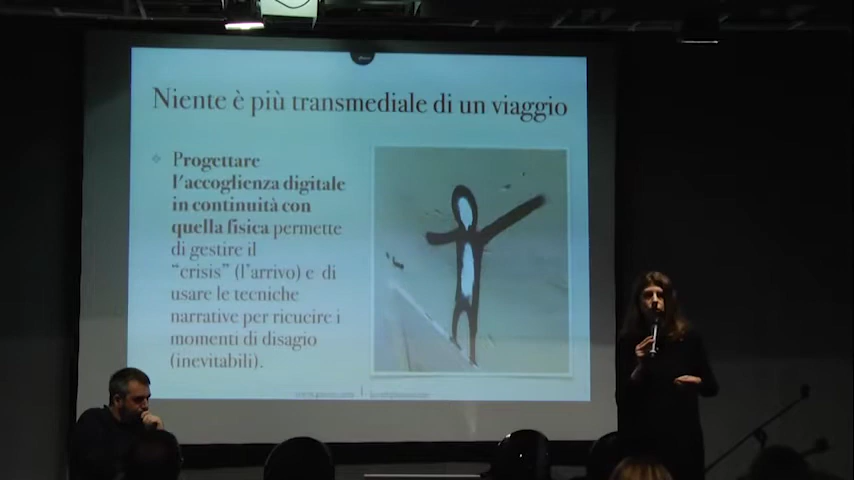 Niente è più transmediale di un viaggio
Progettare
l'accoglienza digitale
in continuità con
quella fisica permette
di gestire il
“crisis” (l'arrivo) e di
usare le tecniche
narrative per ricucire i
momenti di disagio
(inevitabili).